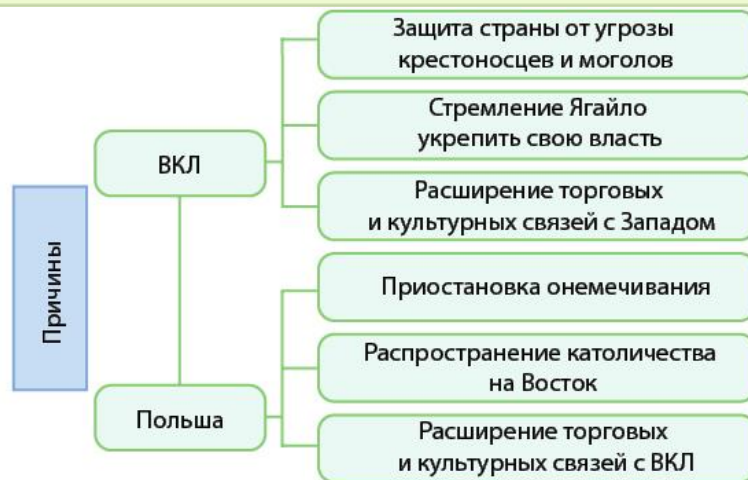 Причины
ВКЛ
Защита страны от угрозы
крестоносцев и моголов
Стремление Ягайло
укрепить свою власть
Расширение торговых
и культурных связей с Западом
Польша
Приостановка онемечивания
Распространение католичества
на Восток
Расширение торговых
и культурных связей с ВКЛ